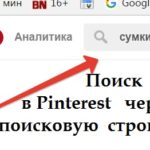 мин BN 16+ Google
Аналитика сумки
Поиск
в Pinterest чер
поисковую стро